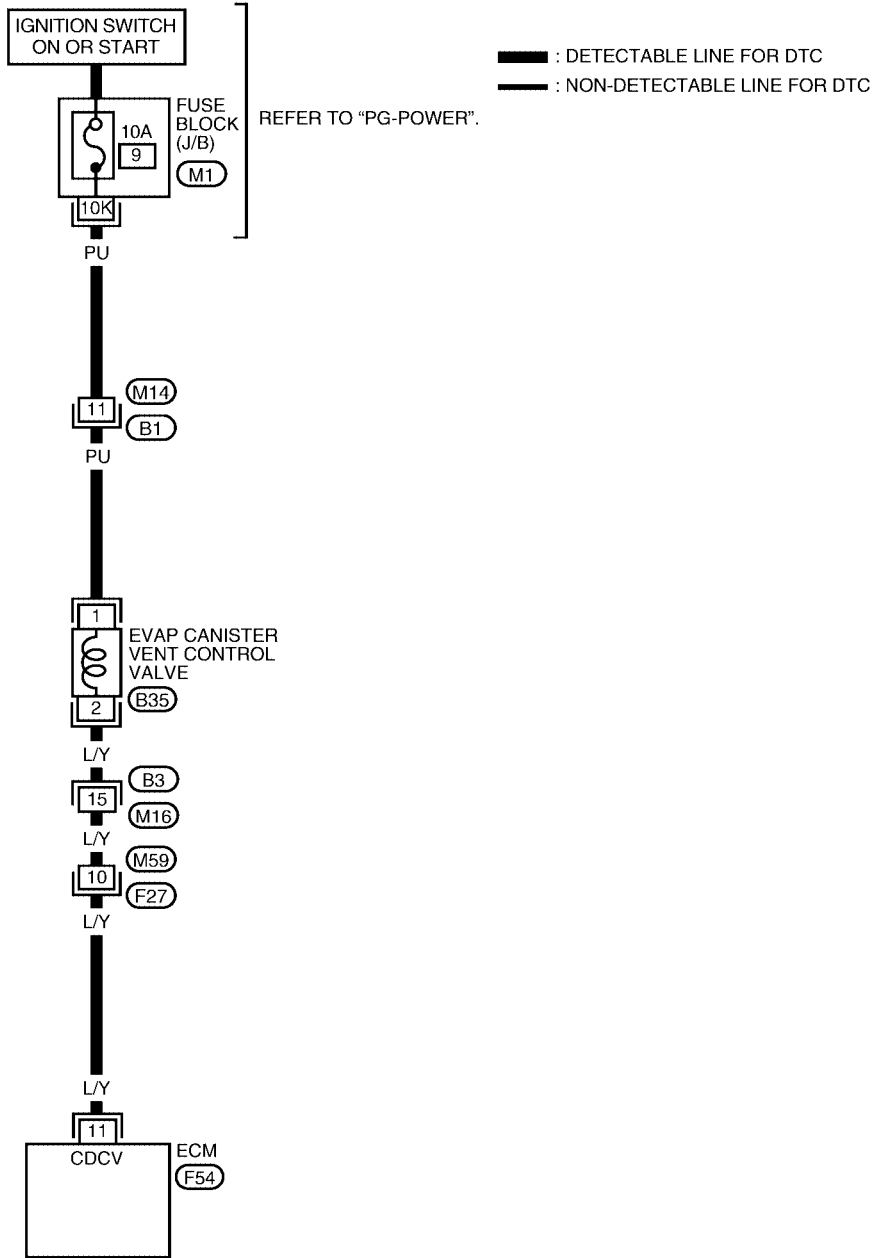 IGNITION SWITCH
ON OR START
: DETECTABLE LINE FOR DTC
: NON-DETECTABLE LINE FOR DTC
FUSE
BLOCK
(J/B)
10A
9
M1
REFER TO “PG-POWER”.
10K
PU
M14
11
B1
PU
1
EVAP CANISTER
VENT CONTROL
VALVE
B35
2
L/Y
B3
15
M16
L/Y
M59
10
F27
L/Y
L/Y
11
CDCV
ECM
F54